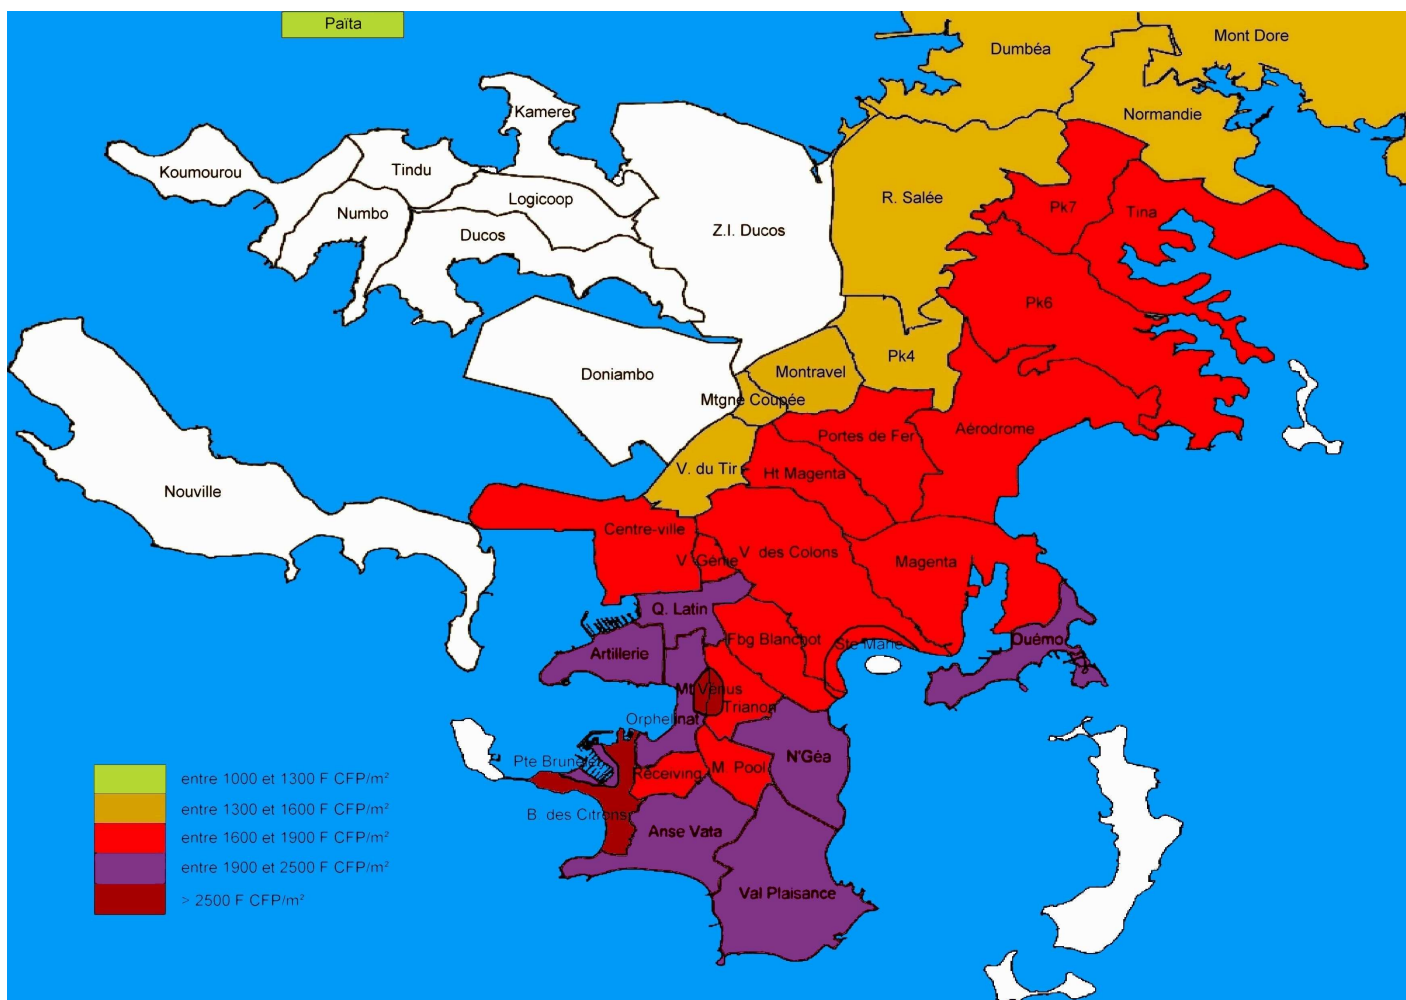 Païta
Mont Dore
Dumbéa
Kamere
Normandie
Koumourou
Tindu
Logicoop
R. Salée
Pk7
Tina
Numbo
Ducos
Z.I. Ducos
Pk6
Pk4
Doniambo
Montravel
Mtgne Coupée
Portes de Fer
Aérodrome
V. du Tir
Ht Magenta
Nouville
Centre-ville
V. Génie
V. des Colons
Magenta
Q. Latin
Fbg Blanchot
Ste Marie
Ouémo
Artillerie
Mt Vénus
Trianon
Orphelinat
Pte Brunelet
Receiving
M. Pool
N'Géa
B. des Citrons
Anse Vata
Val Plaisance
entre 1000 et 1300 F CFP/m²
entre 1300 et 1600 F CFP/m²
entre 1600 et 1900 F CFP/m²
entre 1900 et 2500 F CFP/m²
> 2500 F CFP/m²